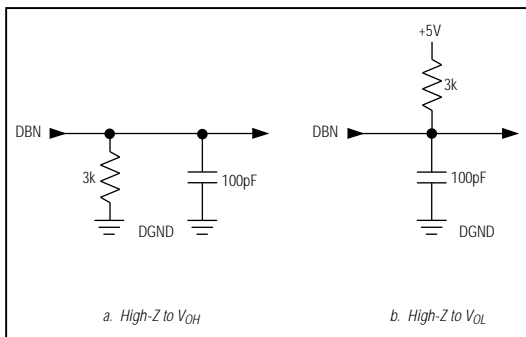 +5V
3k
DBN
DBN
3k
100pF
100pF
DGND
DGND
a. High-Z to VOH
b. High-Z to VOL